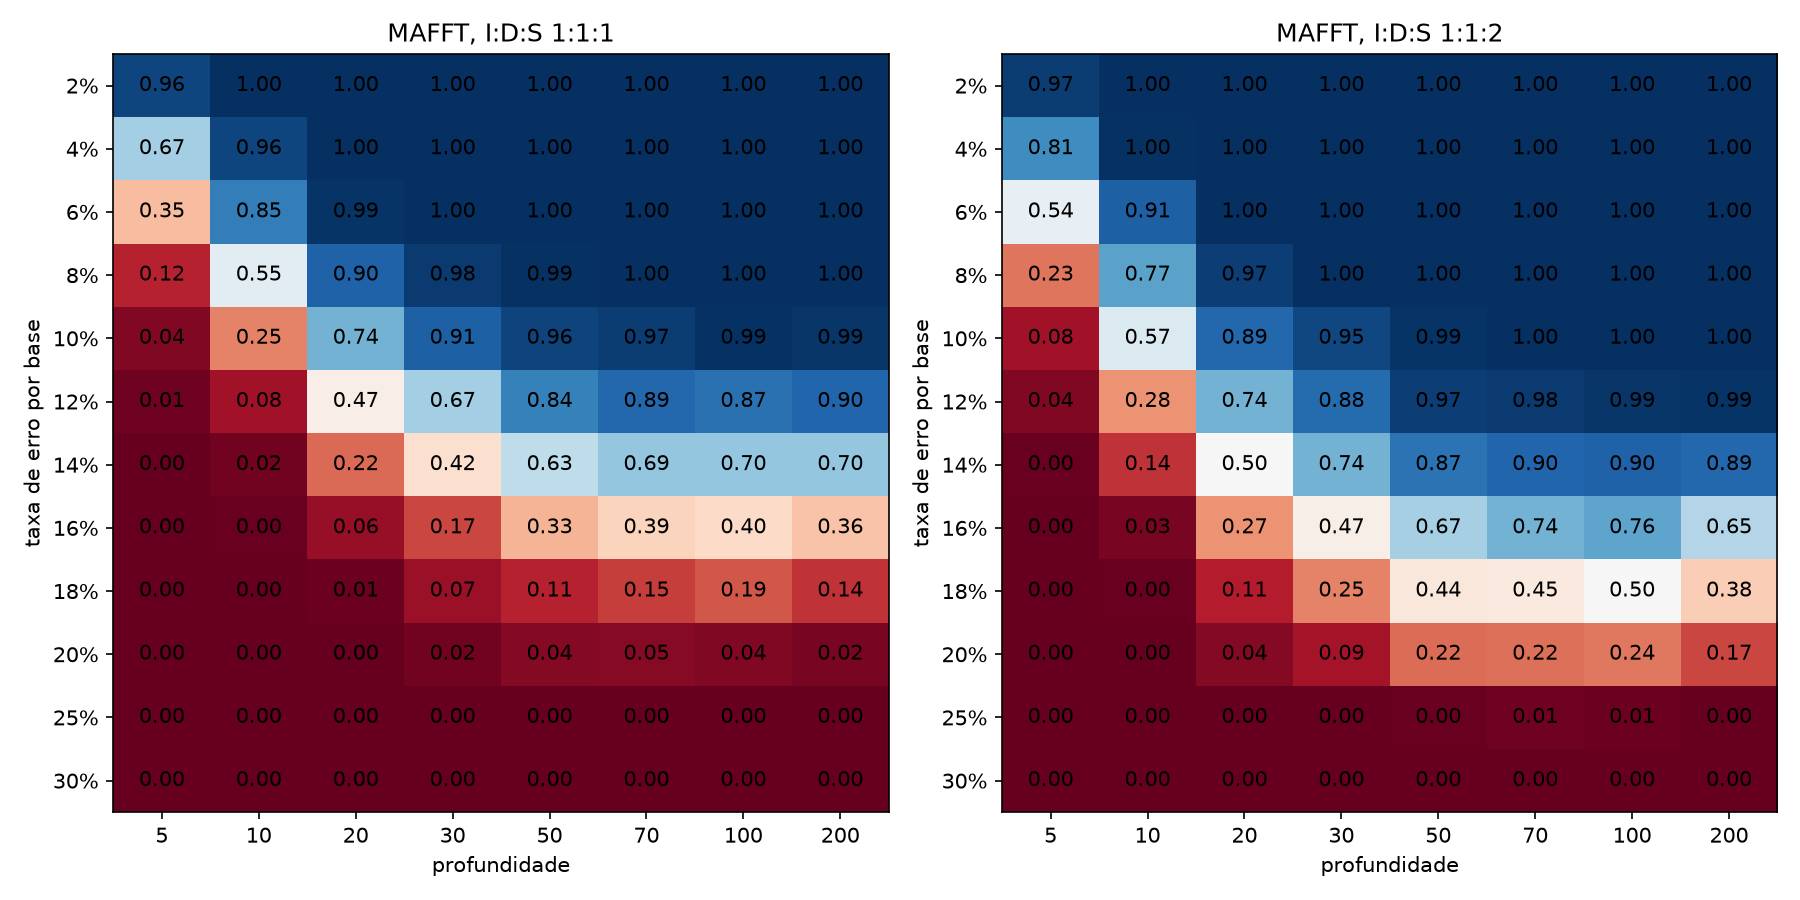 MAFFT, I:D:S 1:1:1
2% 0.96 1.00 1.00 1.00 1.00 1.00 1.00 1.00
4% 0.67 0.96 1.00 1.00 1.00 1.00 1.00 1.00
6% 0.35 0.85 0.99 1.00 1.00 1.00 1.00 1.00
8% 0.12 0.55 0.90 0.98 0.99 1.00 1.00 1.00
10% 0.04 0.25 0.74 0.91 0.96 0.97 0.99 0.99
12% 0.01 0.08 0.47 0.67 0.84 0.89 0.87 0.90
14% 0.00 0.02 0.22 0.42 0.63 0.69 0.70 0.70
16% 0.00 0.00 0.06 0.17 0.33 0.39 0.40 0.36
18% 0.00 0.00 0.01 0.07 0.11 0.15 0.19 0.14
20% 0.00 0.00 0.00 0.02 0.04 0.05 0.04 0.02
25% 0.00 0.00 0.00 0.00 0.00 0.00 0.00 0.00
30% 0.00 0.00 0.00 0.00 0.00 0.00 0.00 0.00
5 10 20 30 50 70 100 200
profundidade
taxa de erro por base
MAFFT, I:D:S 1:1:2
2% 0.97 1.00 1.00 1.00 1.00 1.00 1.00 1.00
4% 0.81 1.00 1.00 1.00 1.00 1.00 1.00 1.00
6% 0.54 0.91 1.00 1.00 1.00 1.00 1.00 1.00
8% 0.23 0.77 0.97 1.00 1.00 1.00 1.00 1.00
10% 0.08 0.57 0.89 0.95 0.99 1.00 1.00 1.00
12% 0.04 0.28 0.74 0.88 0.97 0.98 0.99 0.99
14% 0.00 0.14 0.50 0.74 0.87 0.90 0.90 0.89
16% 0.00 0.03 0.27 0.47 0.67 0.74 0.76 0.65
18% 0.00 0.00 0.11 0.25 0.44 0.45 0.50 0.38
20% 0.00 0.00 0.04 0.09 0.22 0.22 0.24 0.17
25% 0.00 0.00 0.00 0.00 0.00 0.01 0.01 0.00
30% 0.00 0.00 0.00 0.00 0.00 0.00 0.00 0.00
5 10 20 30 50 70 100 200
profundidade
taxa de erro por base